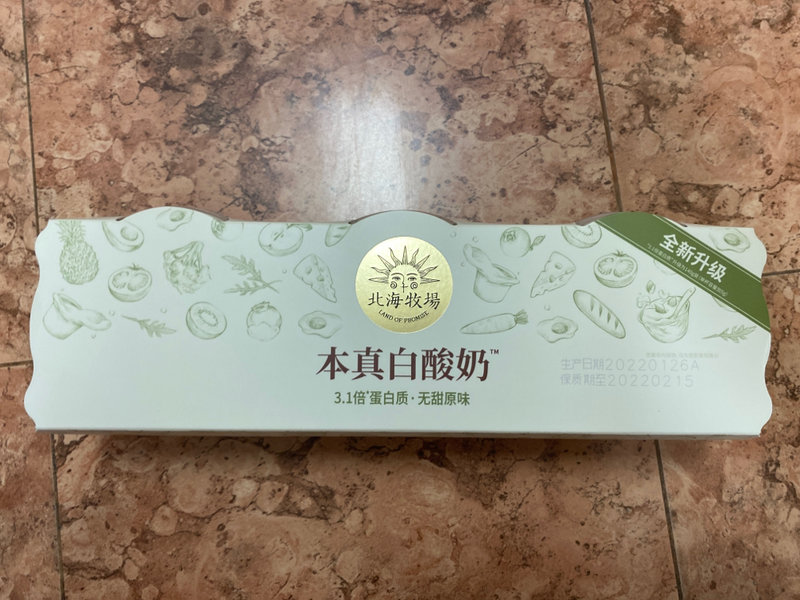 全新升级
北海牧場
LAND OF PROMISE
本真白酸奶™
3.1倍*蛋白质·无甜原味
生产日期20220126A
保质期至20220215